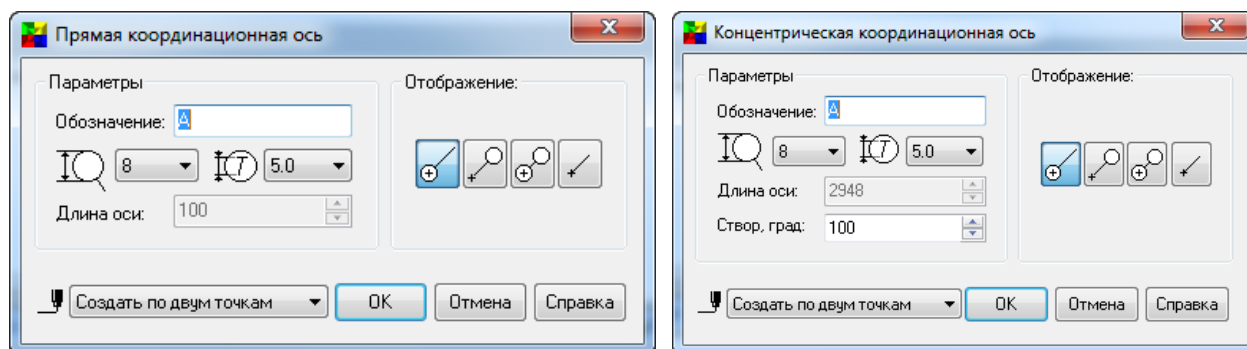 Прямая координационная ось
Параметры
Отображение:
Обозначение: А
8
T
5.0
Длина оси: 100
Создать по двум точкам
ОК
Отмена
Справка
Концентрическая координационная ось
Параметры
Отображение:
Обозначение: А
8
T
5.0
Длина оси: 2948
Створ, град: 100
Создать по двум точкам
ОК
Отмена
Справка